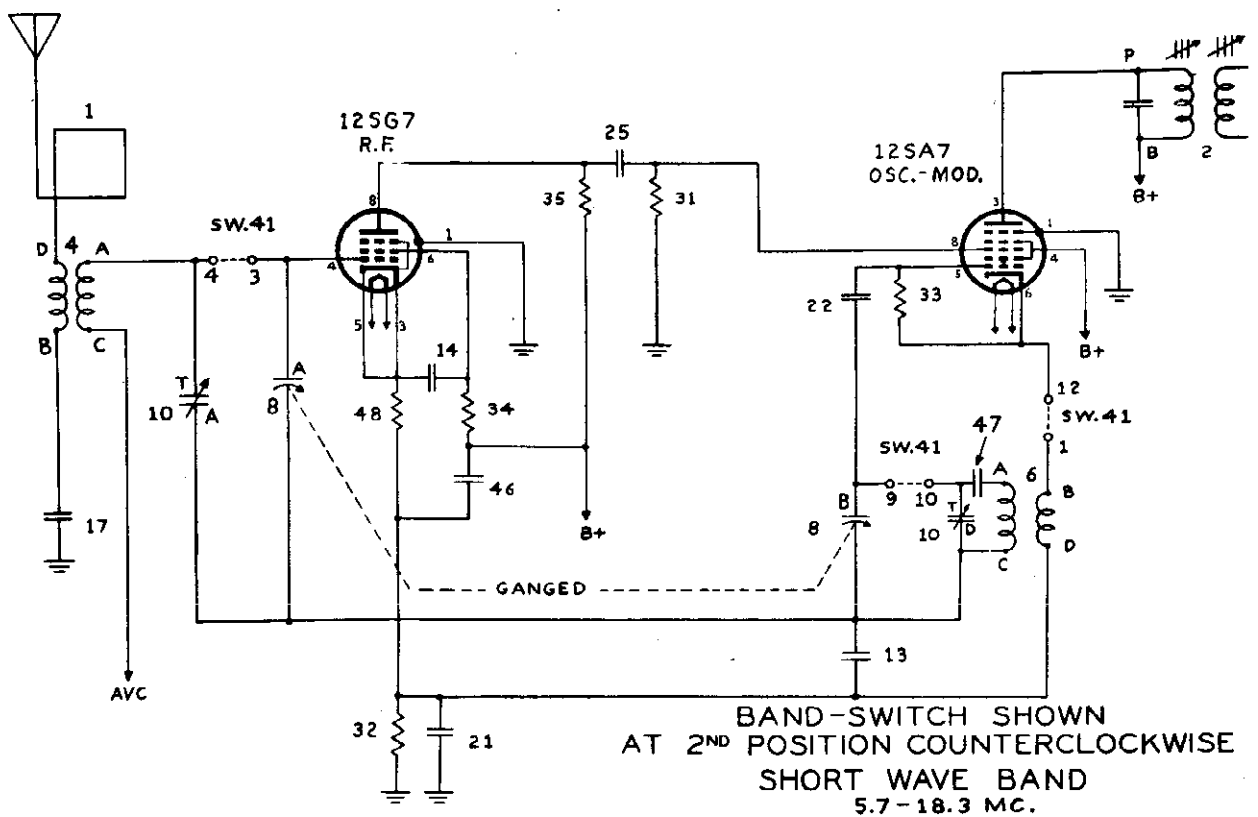 1
12SG7
R.F.
25
12SA7
OSC.-MOD.
P
B
2
B+
35
31
SW.41
D 4 A
4 3
B C
8
1
4
6
5 3
3
1
8
5
4
6
22
33
B+
14
T
10 A
A
8
48
34
46
B+
12
SW.41
1
47
SW.41
9 10
A
6
B
B
8
T
10 D
C
D
17
GANGED
13
AVC
32
21
BAND-SWITCH SHOWN
AT 2ND POSITION COUNTERCLOCKWISE
SHORT WAVE BAND
5.7-18.3 MC.